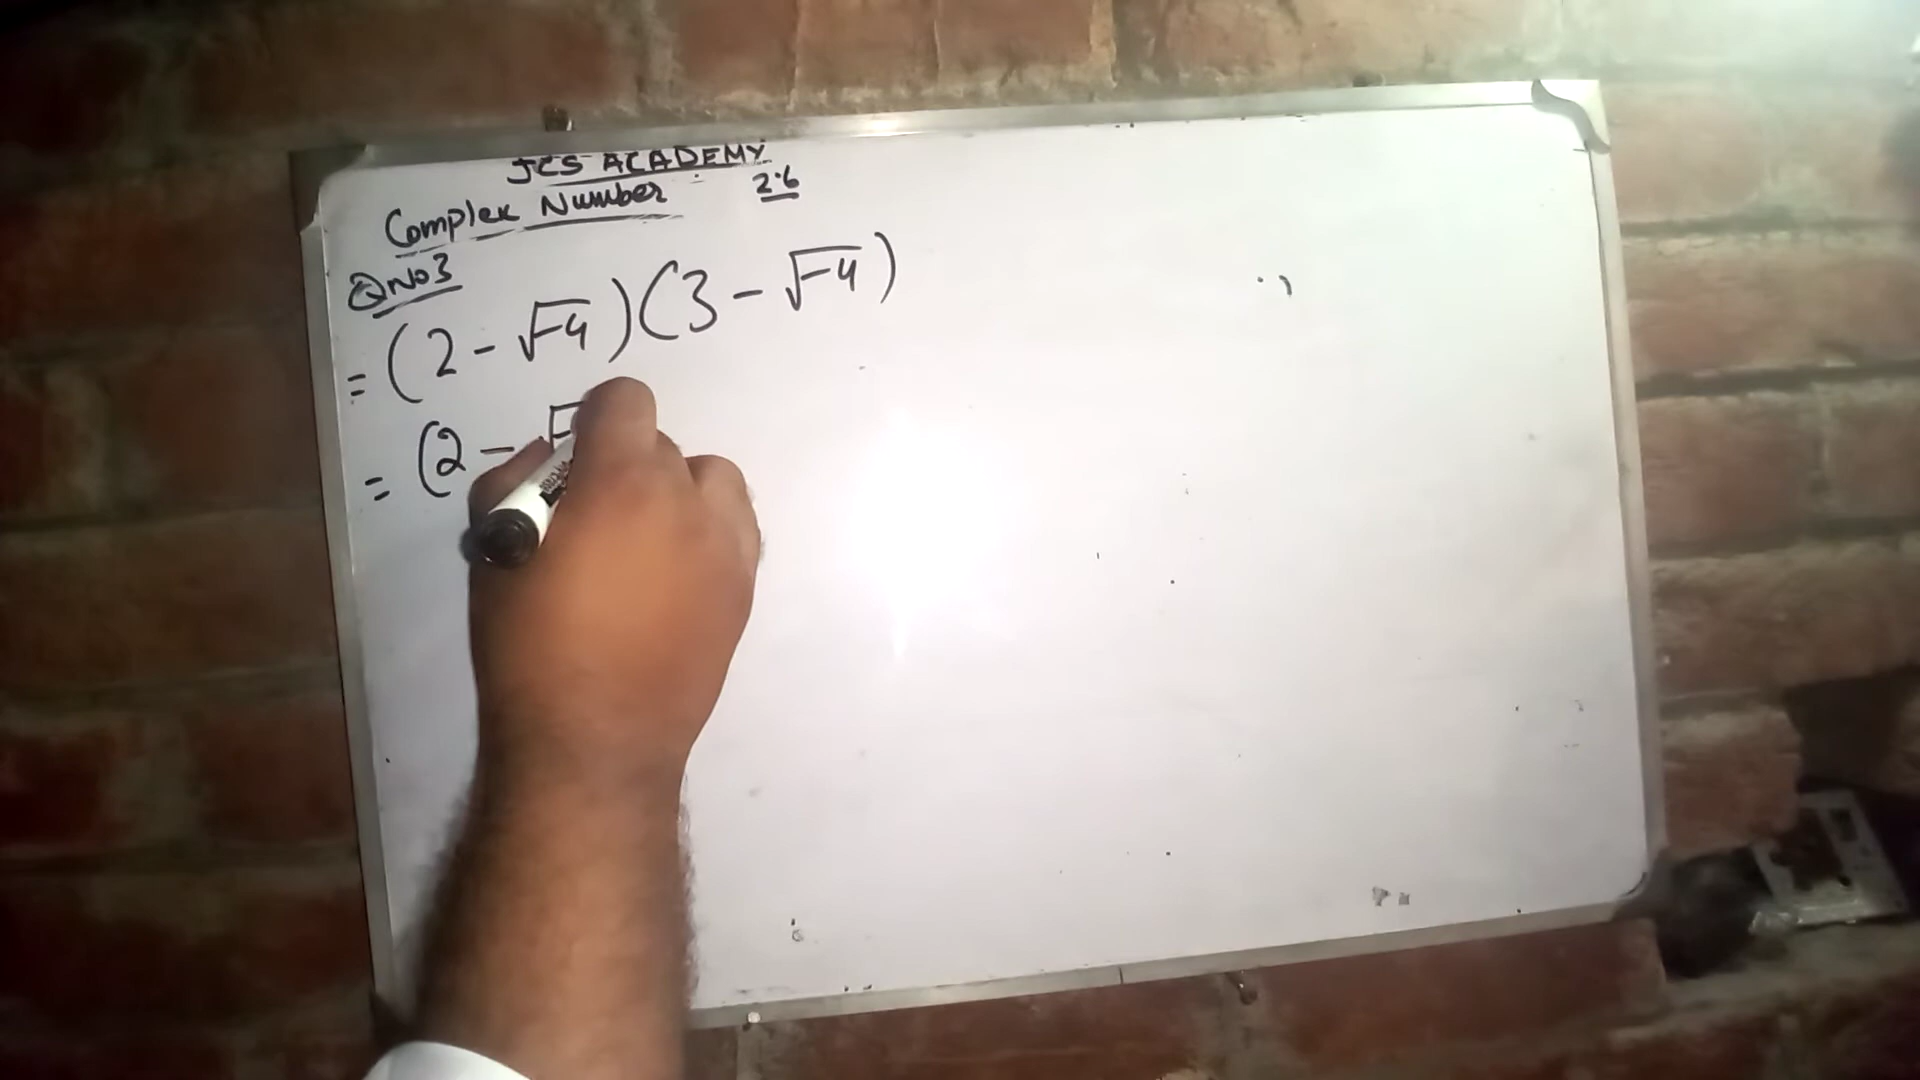 JCS ACADEMY
Complex Number 2.6
QNo3
= (2 - √-4)(3 - √-4)
= (2 - √-